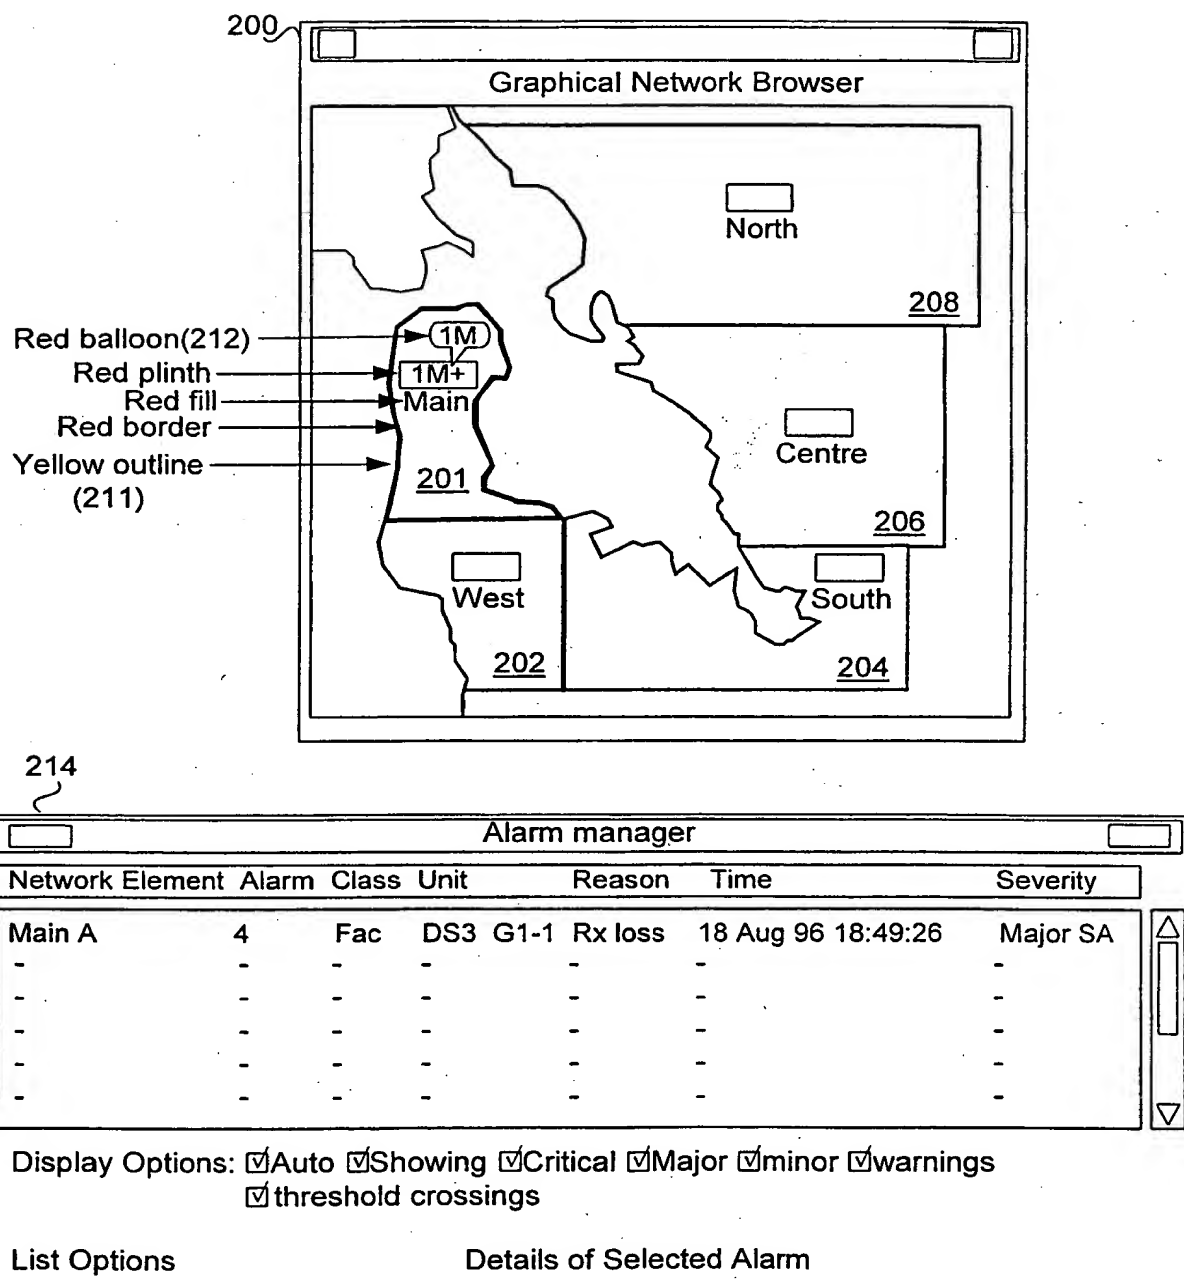 200
Graphical Network Browser
North
208
Red balloon(212)
1M
Red plinth
1M+
Red fill
Main
Red border
Centre
Yellow outline
(211)
201
206
West
South
202
204
214
Alarm manager
Network Element Alarm Class Unit Reason Time Severity
Main A 4 Fac DS3 G1-1 Rx loss 18 Aug 96 18:49:26 Major SA
- - - - - - -
- - - - - - -
- - - - - - -
- - - - - - -
- - - - - - -
Display Options: ☑Auto ☑Showing ☑Critical ☑Major ☑minor ☑warnings
☑threshold crossings
List Options Details of Selected Alarm